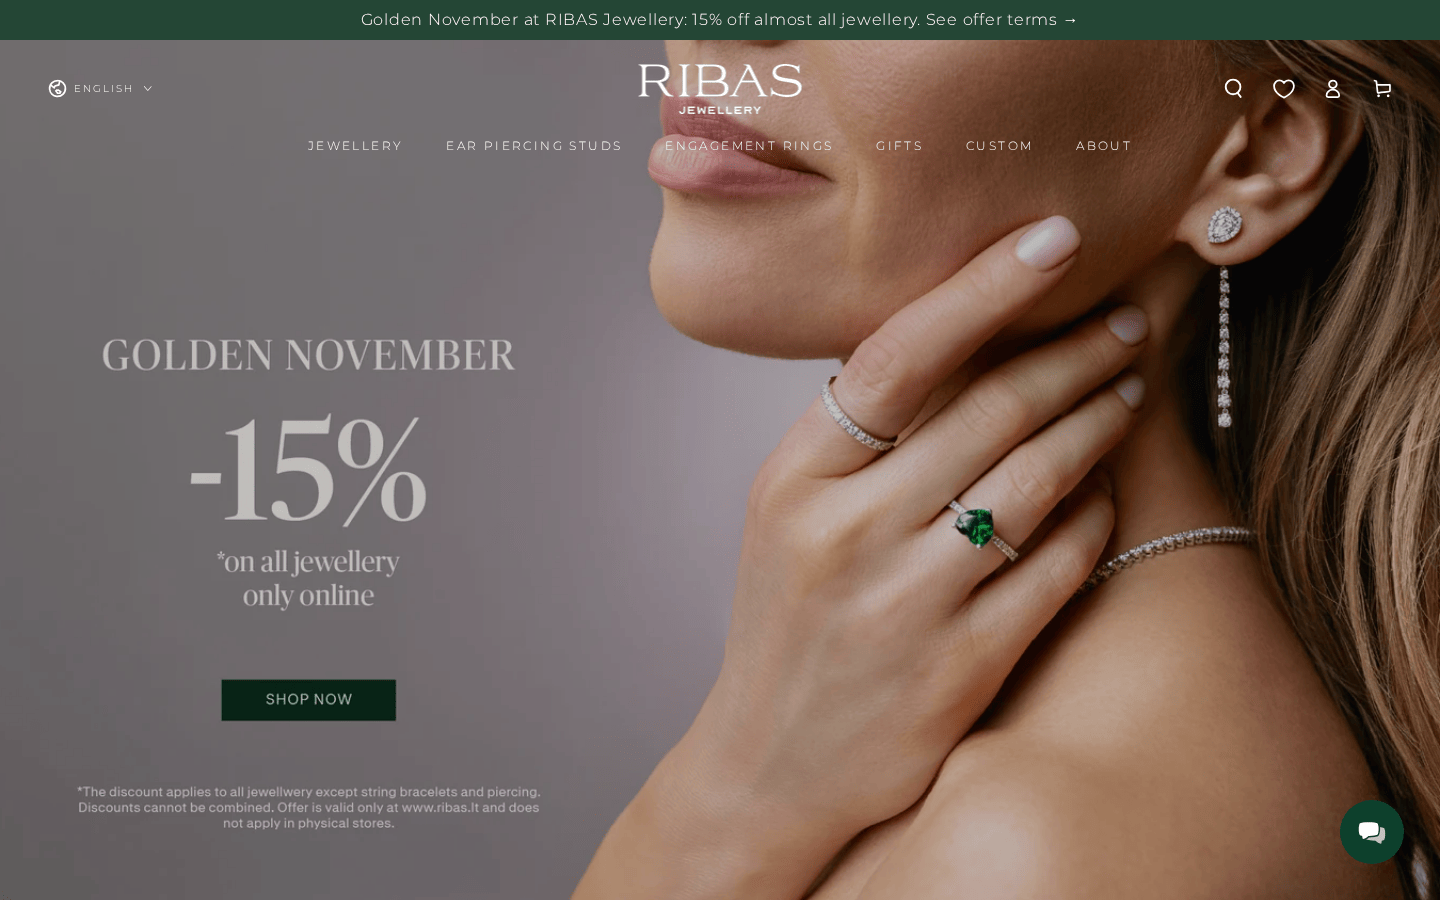 Golden November at RIBAS Jewellery: 15% off almost all jewellery. See offer terms →
ENGLISH
RIBAS
JEWELLERY
JEWELLERY
EAR PIERCING STUDS
ENGAGEMENT RINGS
GIFTS
CUSTOM
ABOUT
GOLDEN NOVEMBER
-15%
*on all jewellery
only online
SHOP NOW
*The discount applies to all jewellwery except string bracelets and piercing.
Discounts cannot be combined. Offer is valid only at www.ribas.lt and does
not apply in physical stores.